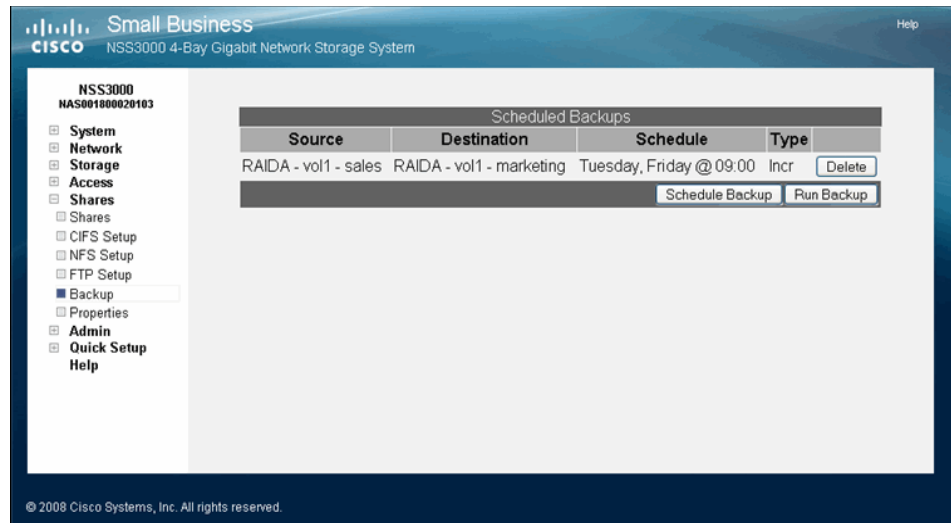 Small Business
CISCO NSS3000 4-Bay Gigabit Network Storage System
Help
NSS3000
NAS001800020103
System
Network
Storage
Access
Shares
Shares
CIFS Setup
NFS Setup
FTP Setup
Backup
Properties
Admin
Quick Setup
Help
Scheduled Backups
Source Destination Schedule Type
RAIDA - vol1 - sales RAIDA - vol1 - marketing Tuesday, Friday @ 09:00 Incr Delete
Schedule Backup Run Backup
© 2008 Cisco Systems, Inc. All rights reserved.